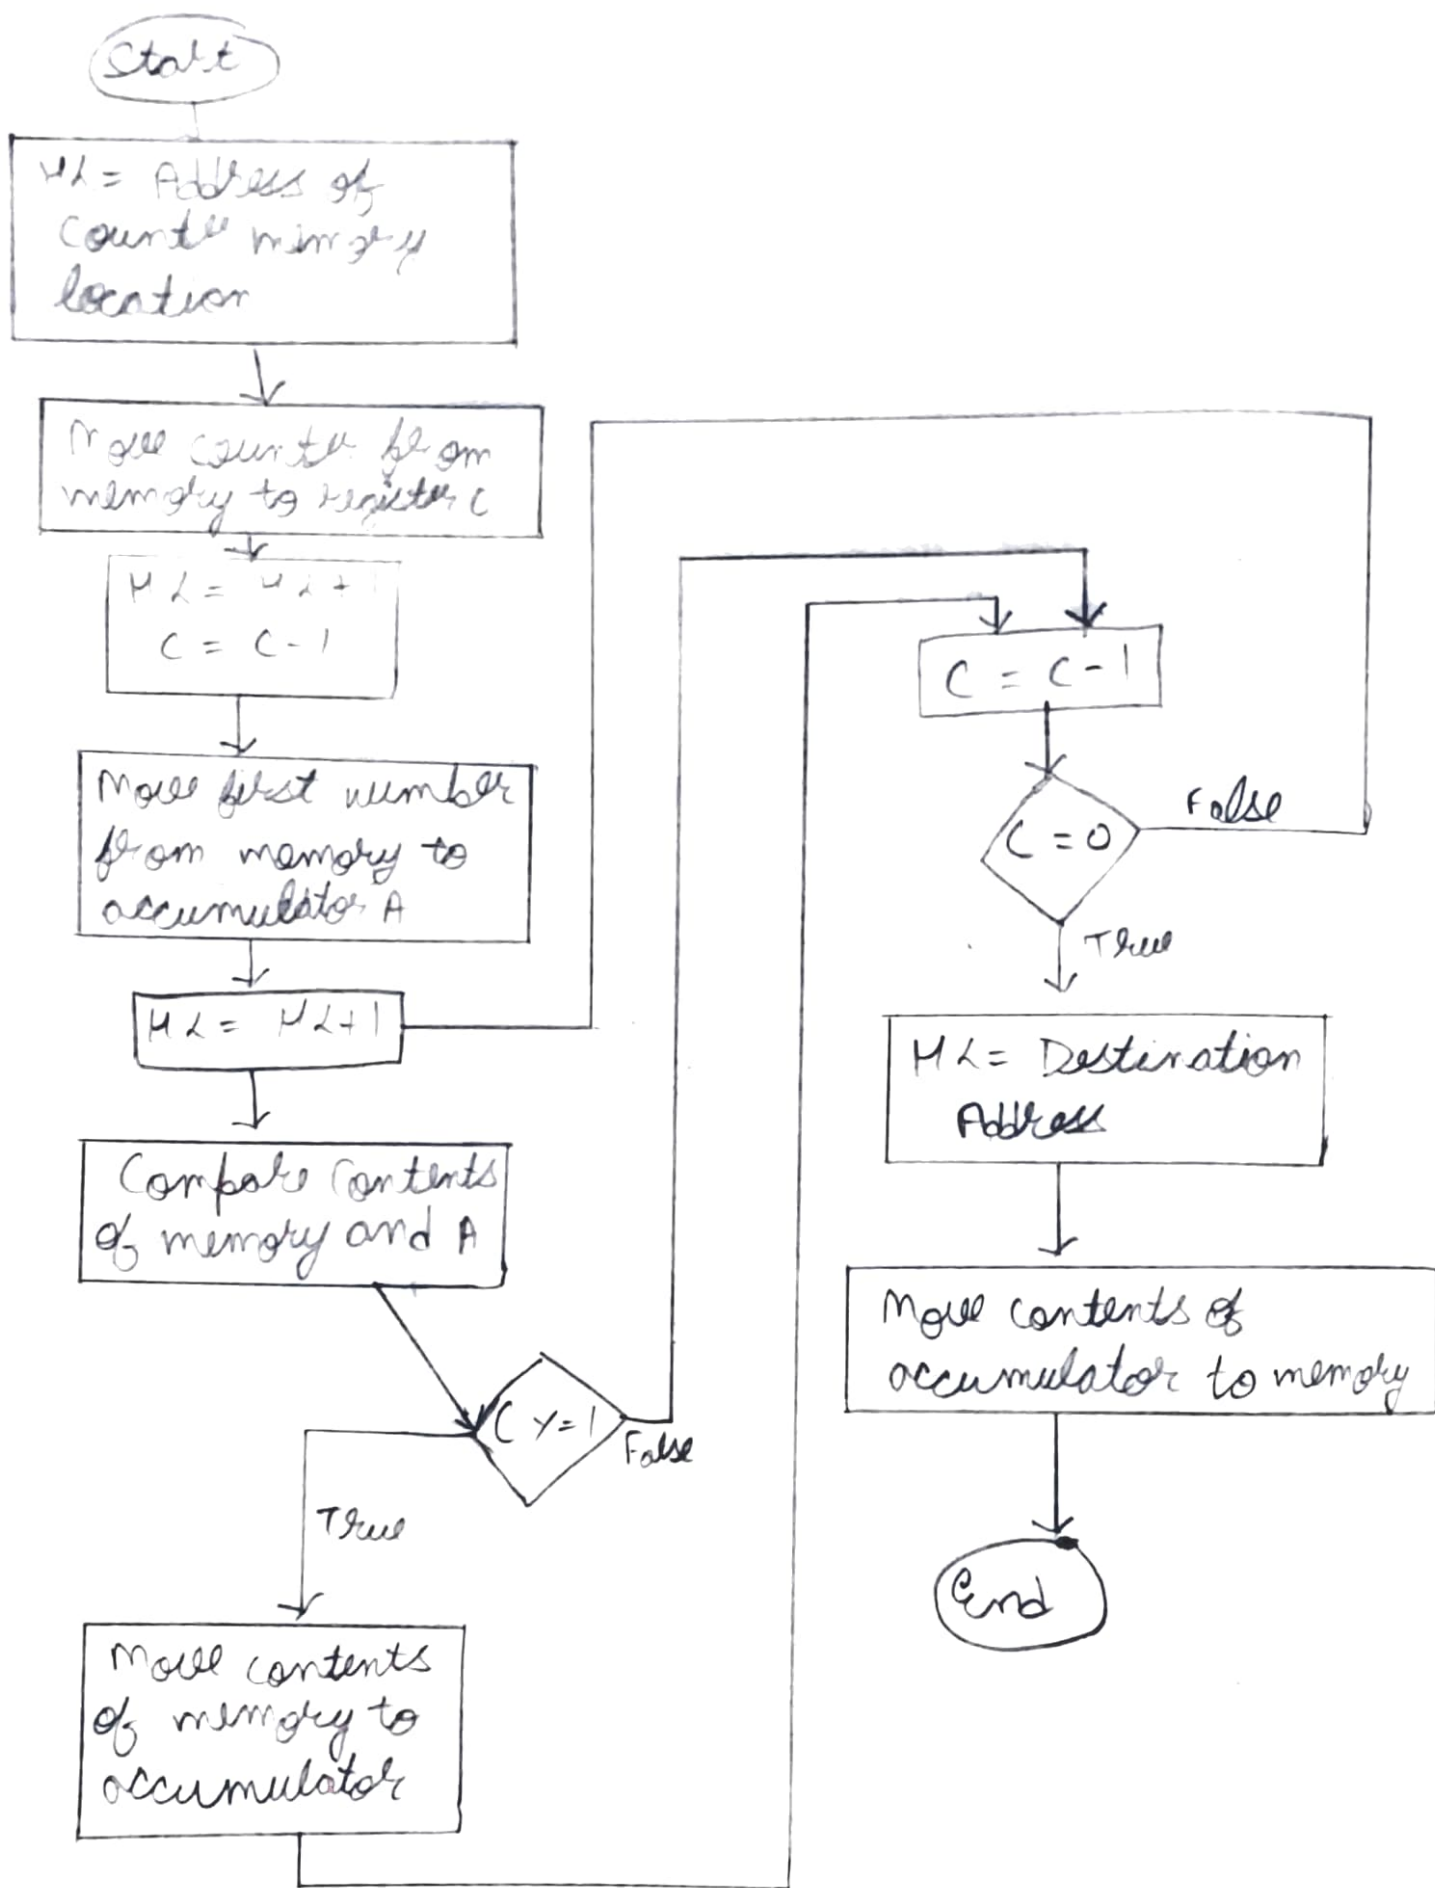 Start
HL = Address of
counter memory
location
Move counter from
memory to register C
HL = HL + 1
C = C - 1
Move first number
from memory to
accumulator A
HL = HL + 1
Compare contents
of memory and A
CY = 1
False
True
Move contents
of memory to
accumulator
C = C - 1
C = 0
False
True
HL = Destination
Address
Move contents of
accumulator to memory
End